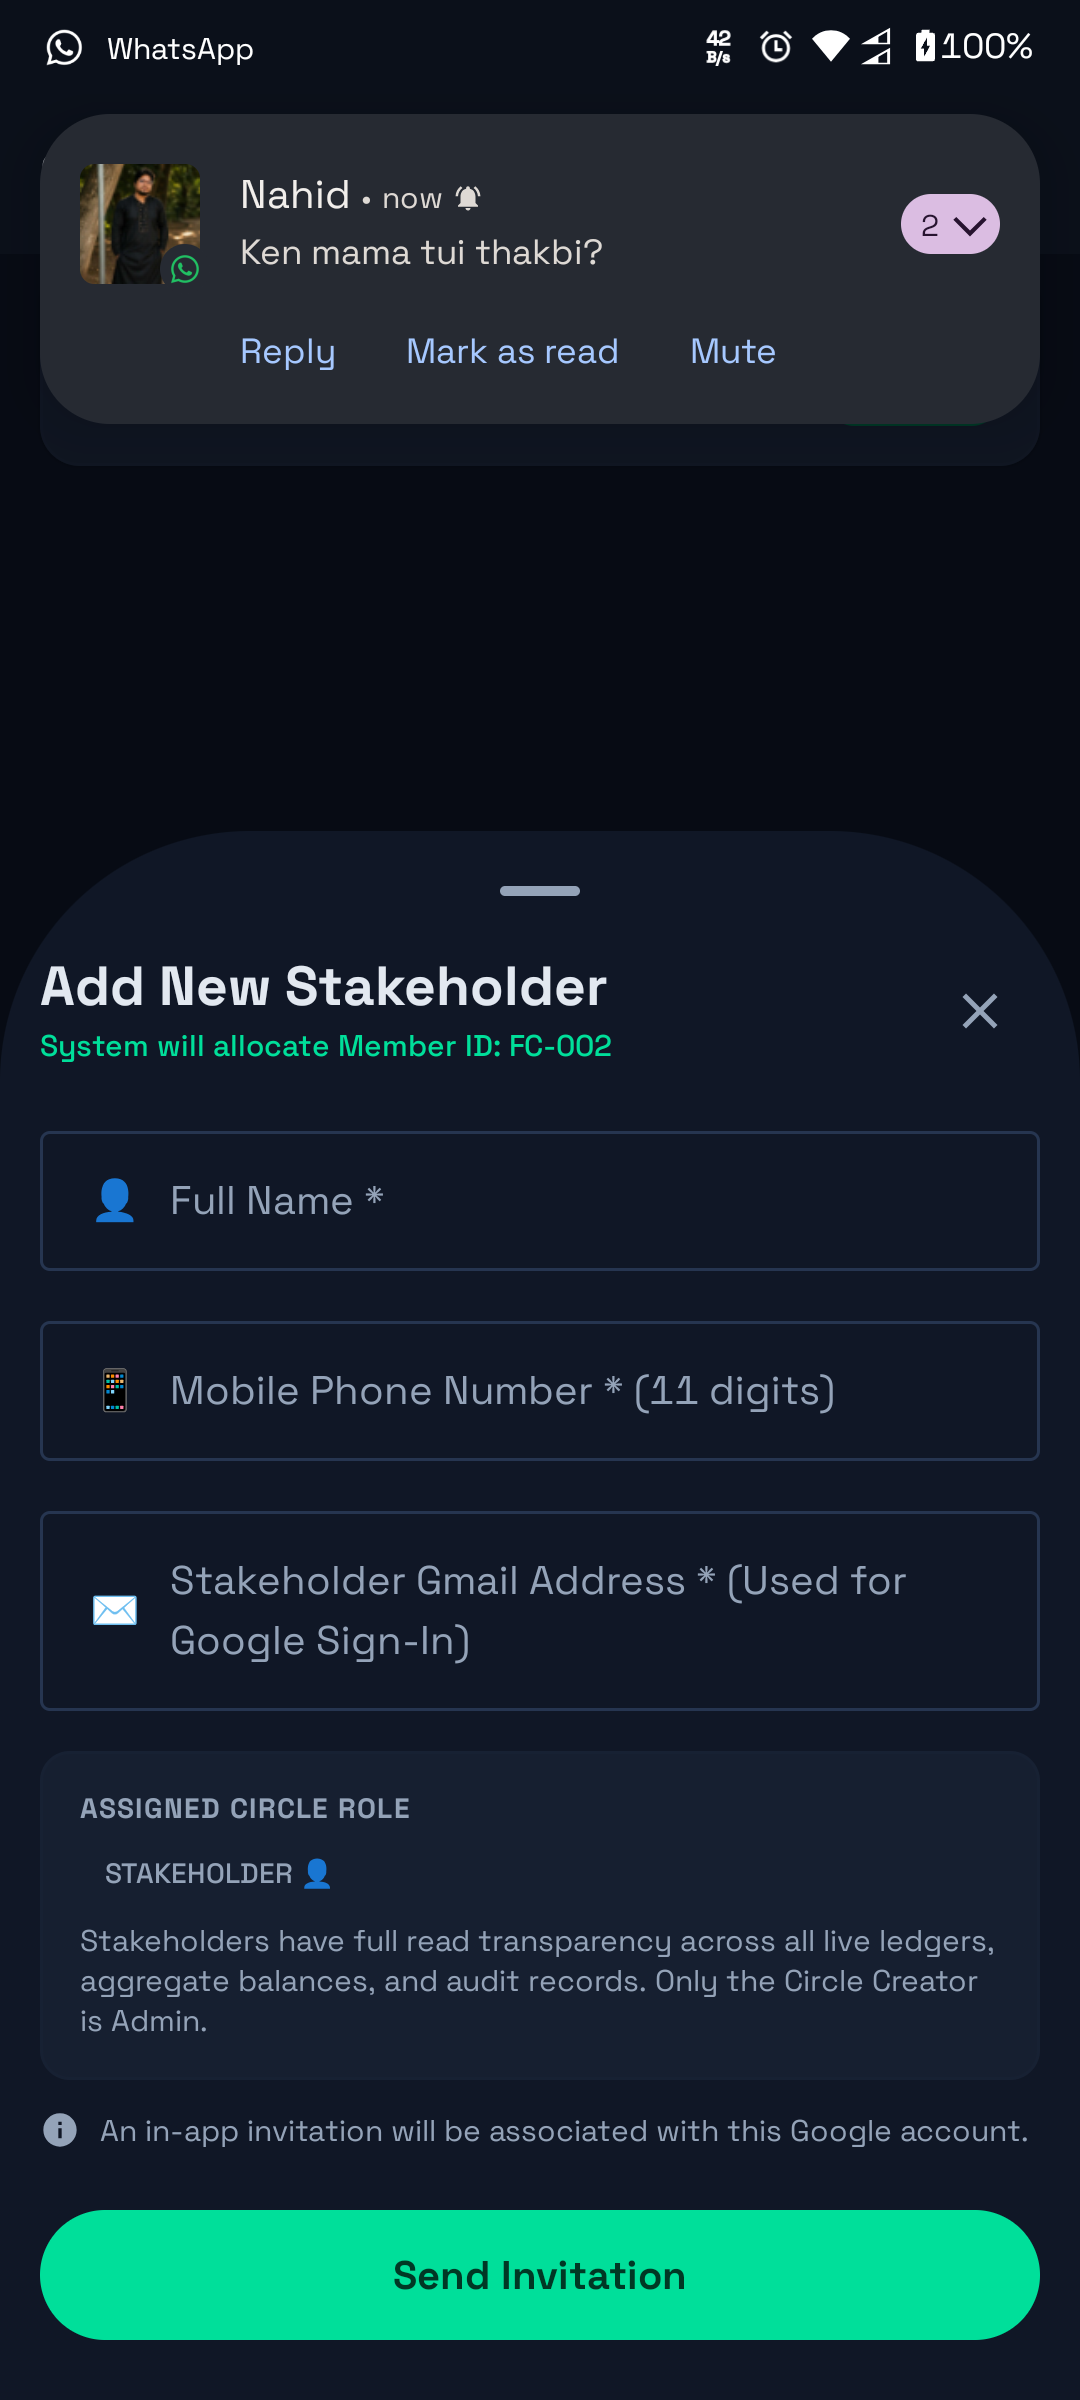 WhatsApp
42
B/s
100%
Nahid • now
Ken mama tui thakbi?
2
Reply
Mark as read
Mute
Add New Stakeholder
System will allocate Member ID: FC-002
Full Name *
Mobile Phone Number * (11 digits)
Stakeholder Gmail Address * (Used for
Google Sign-In)
ASSIGNED CIRCLE ROLE
STAKEHOLDER 👤
Stakeholders have full read transparency across all live ledgers,
aggregate balances, and audit records. Only the Circle Creator
is Admin.
An in-app invitation will be associated with this Google account.
Send Invitation